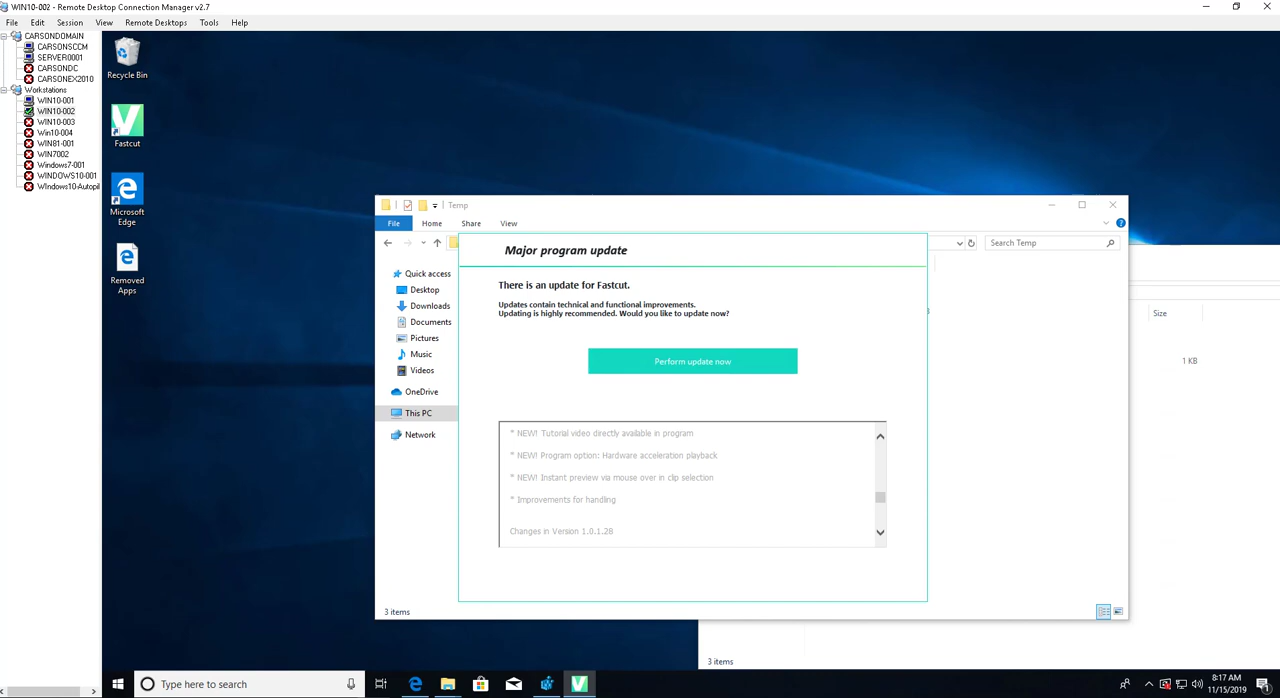 WIN10-002 - Remote Desktop Connection Manager v2.7
File Edit Session View Remote Desktops Tools Help
CARSONDOMAIN
CARSONSCCM
SERVER0001
CARSONDC
CARSONEX2010
Workstations
WIN10-001
WIN10-002
WIN10-003
Win10-004
WIN81-001
WIN7002
Windows7-001
WINDOWS10-001
WIndows10-Autopil
Recycle Bin
Fastcut
Microsoft
Edge
Removed
Apps
Temp
File Home Share View
Search Temp
Quick access
Desktop
Downloads
Documents
Pictures
Music
Videos
OneDrive
This PC
Network
3 items
Major program update
There is an update for Fastcut.
Updates contain technical and functional improvements.
Updating is highly recommended. Would you like to update now?
Perform update now
* NEW! Tutorial video directly available in program
* NEW! Program option: Hardware acceleration playback
* NEW! Instant preview via mouse over in clip selection
* Improvements for handling
Changes in Version 1.0.1.28
Size
1 KB
3 items
Type here to search
8:17 AM
11/15/2019